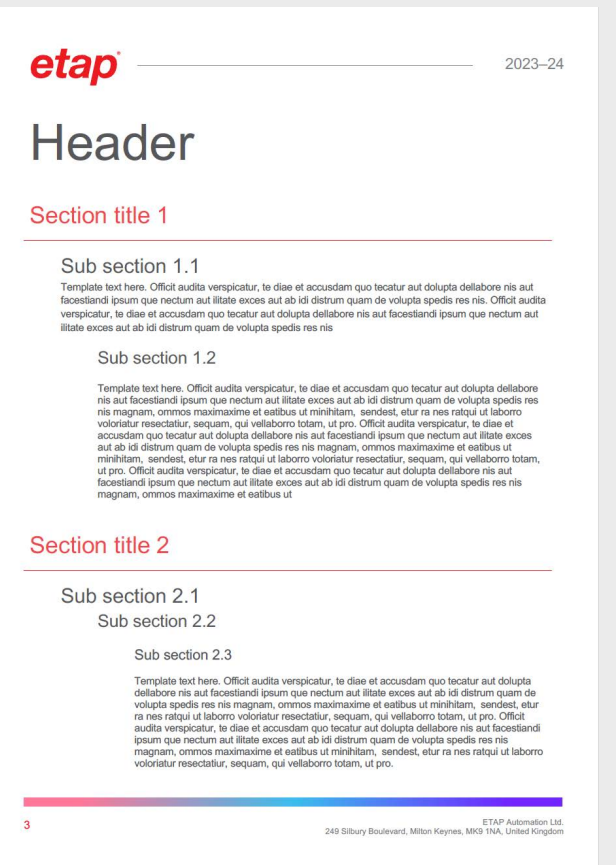 etap®
2023–24
Header
Section title 1
Sub section 1.1
Template text here. Officit audita verspicatur, te diae et accusdam quo tecatur aut dolupta dellabore nis aut
facestiandi ipsum que nectum aut ilitate exces aut ab idi distrum quam de volupta spedis res nis. Officit audita
verspicatur, te diae et accusdam quo tecatur aut dolupta dellabore nis aut facestiandi ipsum que nectum aut
ilitate exces aut ab idi distrum quam de volupta spedis res nis
Sub section 1.2
Template text here. Officit audita verspicatur, te diae et accusdam quo tecatur aut dolupta dellabore
nis aut facestiandi ipsum que nectum aut ilitate exces aut ab idi distrum quam de volupta spedis res
nis magnam, ommos maximaxime et eatibus ut minihitam, sendest, etur ra nes ratqui ut laborro
voloriatur resectatiur, sequam, qui vellaborro totam, ut pro. Officit audita verspicatur, te diae et
accusdam quo tecatur aut dolupta dellabore nis aut facestiandi ipsum que nectum aut ilitate exces
aut ab idi distrum quam de volupta spedis res nis magnam, ommos maximaxime et eatibus ut
minihitam, sendest, etur ra nes ratqui ut laborro voloriatur resectatiur, sequam, qui vellaborro totam,
ut pro. Officit audita verspicatur, te diae et accusdam quo tecatur aut dolupta dellabore nis aut
facestiandi ipsum que nectum aut ilitate exces aut ab idi distrum quam de volupta spedis res nis
magnam, ommos maximaxime et eatibus ut
Section title 2
Sub section 2.1
Sub section 2.2
Sub section 2.3
Template text here. Officit audita verspicatur, te diae et accusdam quo tecatur aut dolupta
dellabore nis aut facestiandi ipsum que nectum aut ilitate exces aut ab idi distrum quam de
volupta spedis res nis magnam, ommos maximaxime et eatibus ut minihitam, sendest, etur
ra nes ratqui ut laborro voloriatur resectatiur, sequam, qui vellaborro totam, ut pro. Officit
audita verspicatur, te diae et accusdam quo tecatur aut dolupta dellabore nis aut facestiandi
ipsum que nectum aut ilitate exces aut ab idi distrum quam de volupta spedis res nis
magnam, ommos maximaxime et eatibus ut minihitam, sendest, etur ra nes ratqui ut laborro
voloriatur resectatiur, sequam, qui vellaborro totam, ut pro.
3
ETAP Automation Ltd.
249 Silbury Boulevard, Milton Keynes, MK9 1NA, United Kingdom